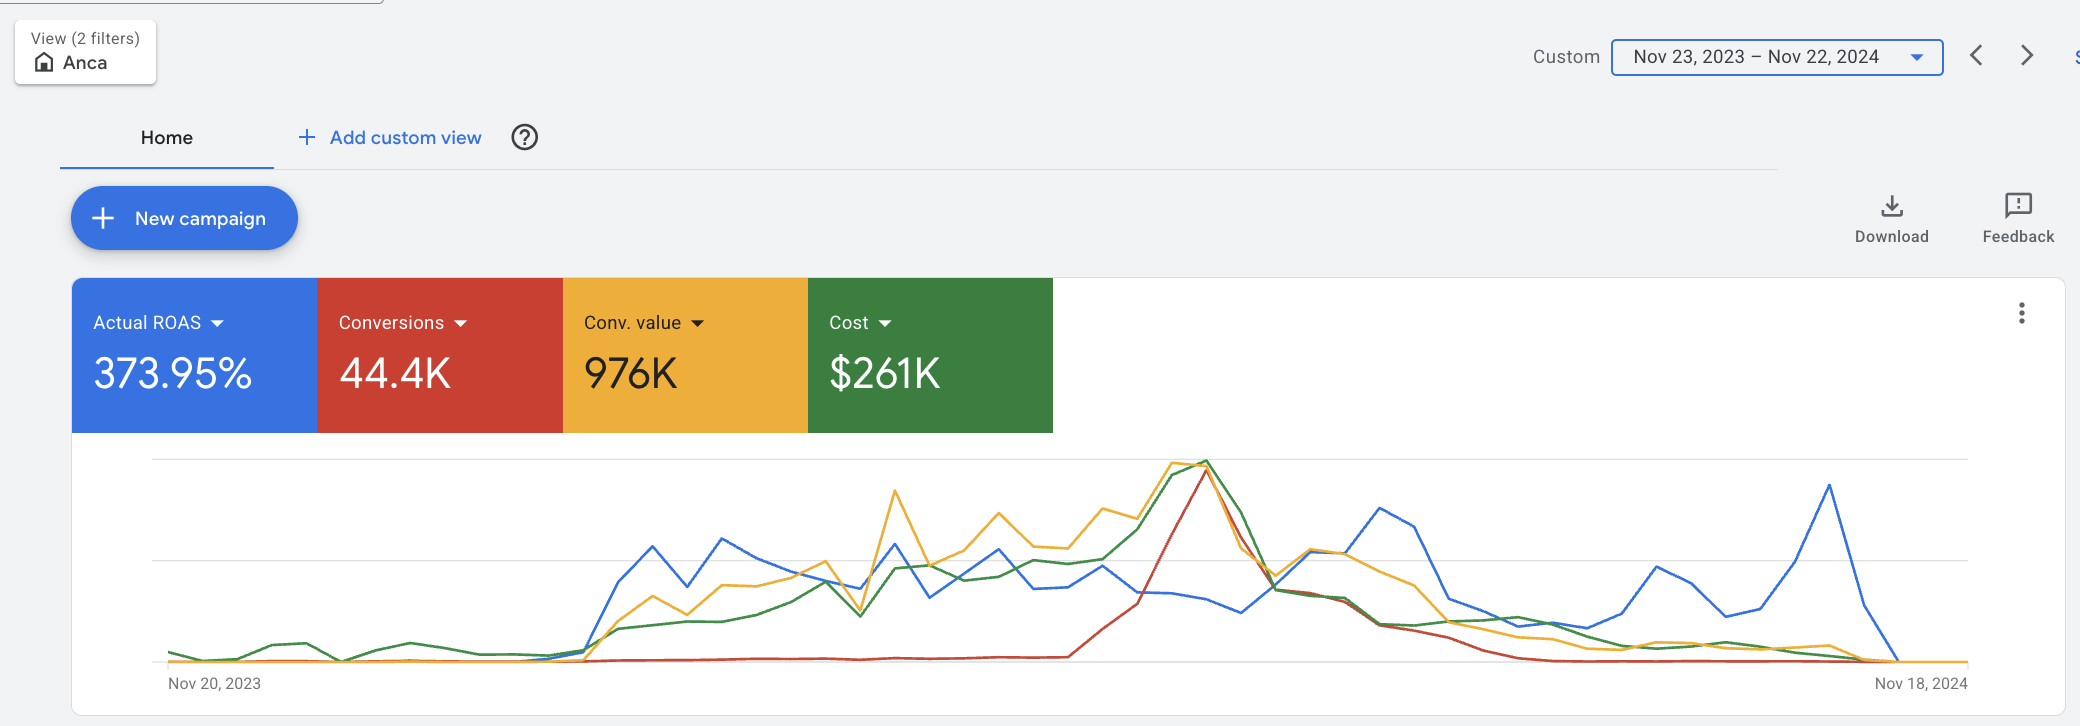 View (2 filters)
Anca
Custom
Nov 23, 2023 – Nov 22, 2024
Home
Add custom view
New campaign
Download
Feedback
Actual ROAS
373.95%
Conversions
44.4K
Conv. value
976K
Cost
$261K
Nov 20, 2023
Nov 18, 2024